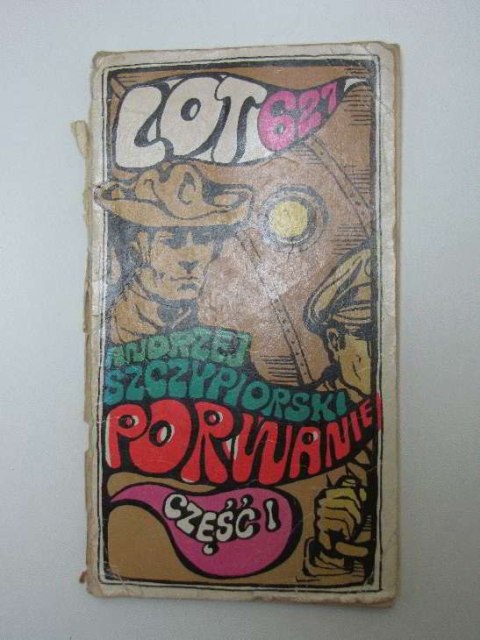 LOT 627
ANDRZEJ
SZCZYPIORSKI
PORWANIE
CZĘŚĆ I